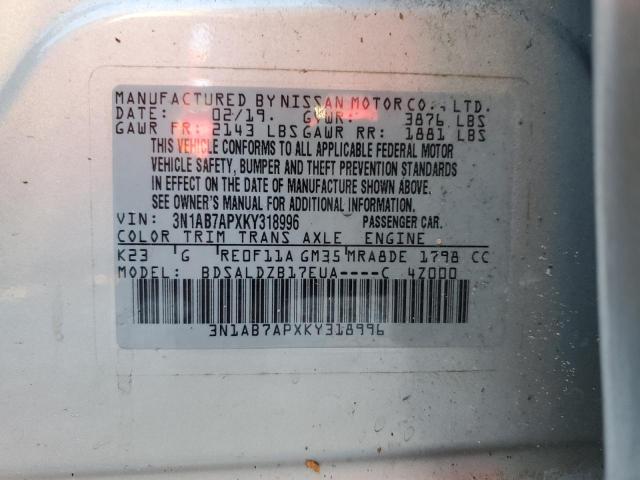 MANUFACTURED BY NISSAN MOTOR CO., LTD.
DATE: 02/19. GVWR: 3876 LBS
GAWR FR: 2143 LBS GAWR RR: 1881 LBS
THIS VEHICLE CONFORMS TO ALL APPLICABLE FEDERAL MOTOR
VEHICLE SAFETY, BUMPER AND THEFT PREVENTION STANDARDS
IN EFFECT ON THE DATE OF MANUFACTURE SHOWN ABOVE.
SEE OWNER'S MANUAL FOR ADDITIONAL INFORMATION.
VIN: 3N1AB7APXKY318996 PASSENGER CAR.
COLOR TRIM TRANS AXLE ENGINE
K23 G RE0F11A GM35 MRA8DE 1798 CC
MODEL: BDSALDZB17EUA----C 47000
3N1AB7APXKY318996